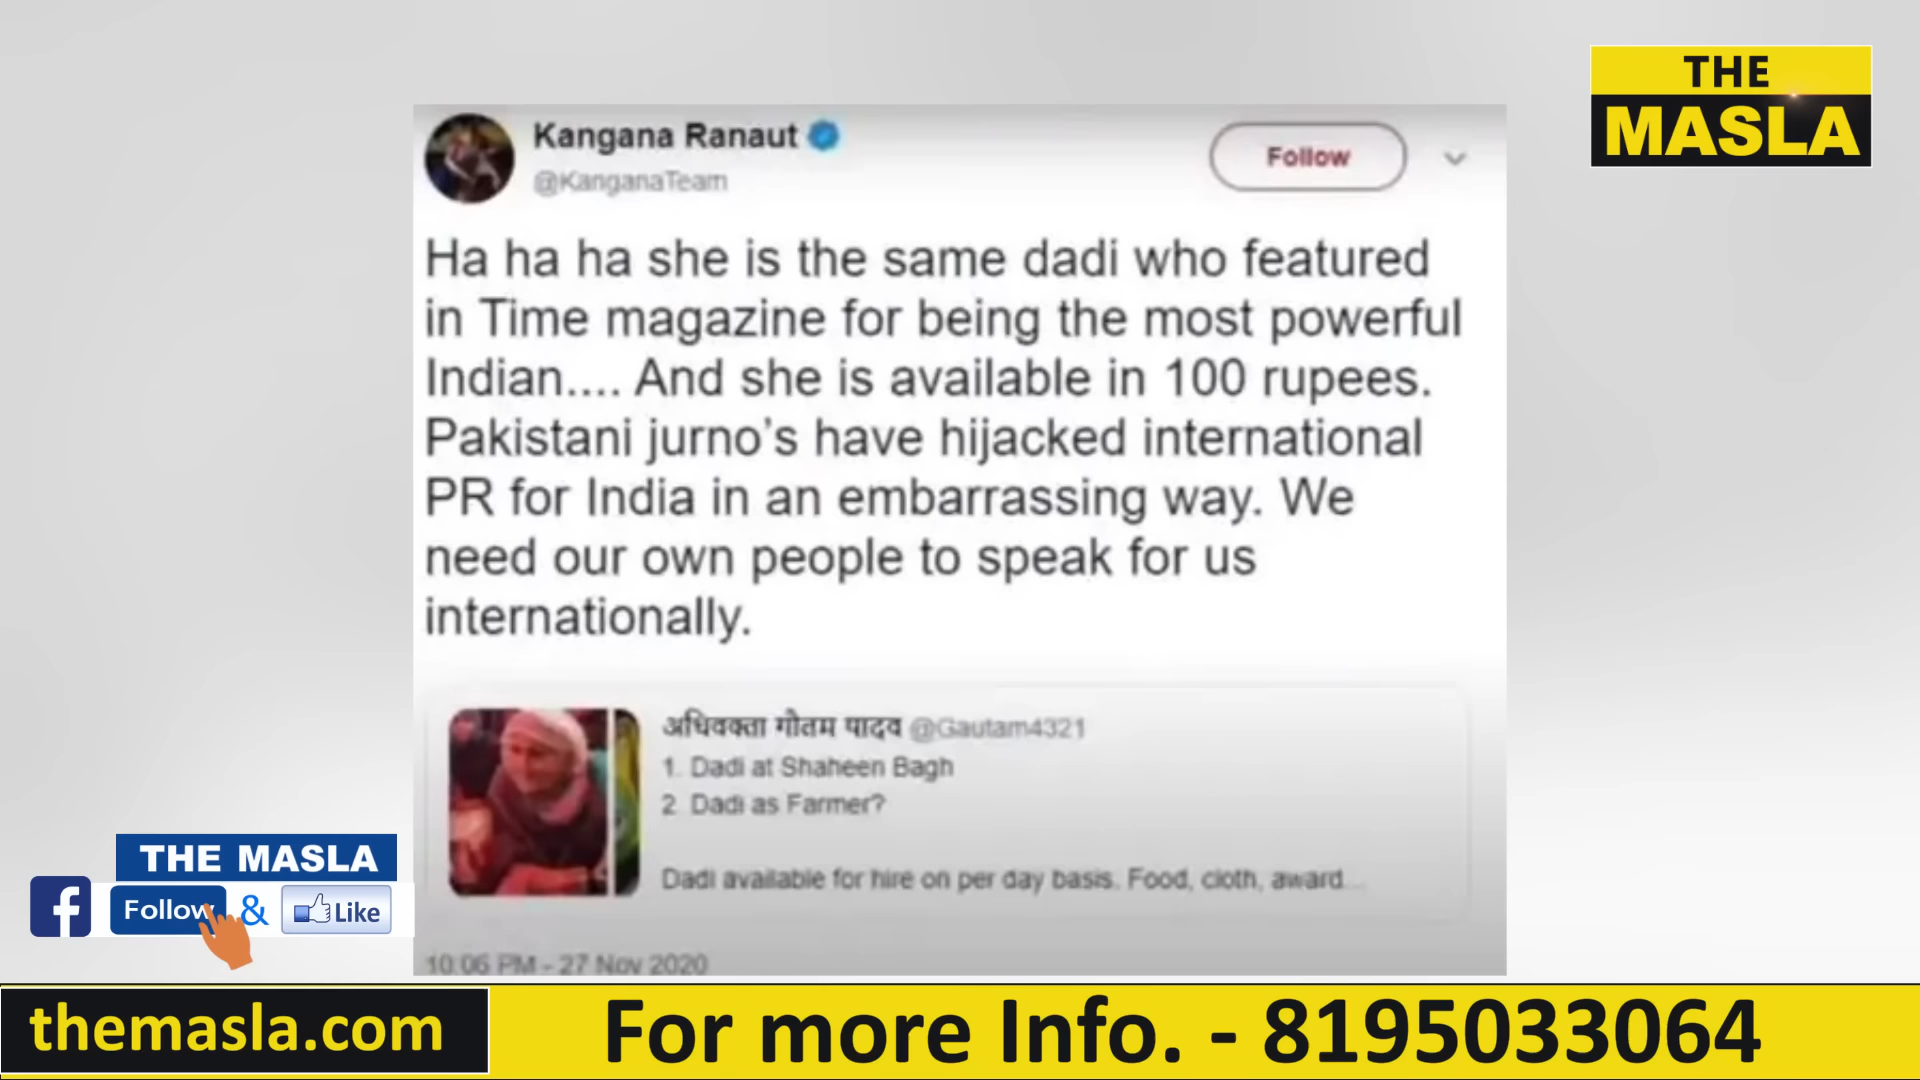 THE
MASLA
Kangana Ranaut
@KanganaTeam
Follow
Ha ha ha she is the same dadi who featured
in Time magazine for being the most powerful
Indian.... And she is available in 100 rupees.
Pakistani jurno's have hijacked international
PR for India in an embarrassing way. We
need our own people to speak for us
internationally.
अधिवक्ता गौतम यादव @Gautam4321
1. Dadi at Shaheen Bagh
2. Dadi as Farmer?
Dadi available for hire on per day basis. Food, cloth, award...
10:06 PM - 27 Nov 2020
THE MASLA
f Follow & Like
themasla.com
For more Info. - 8195033064